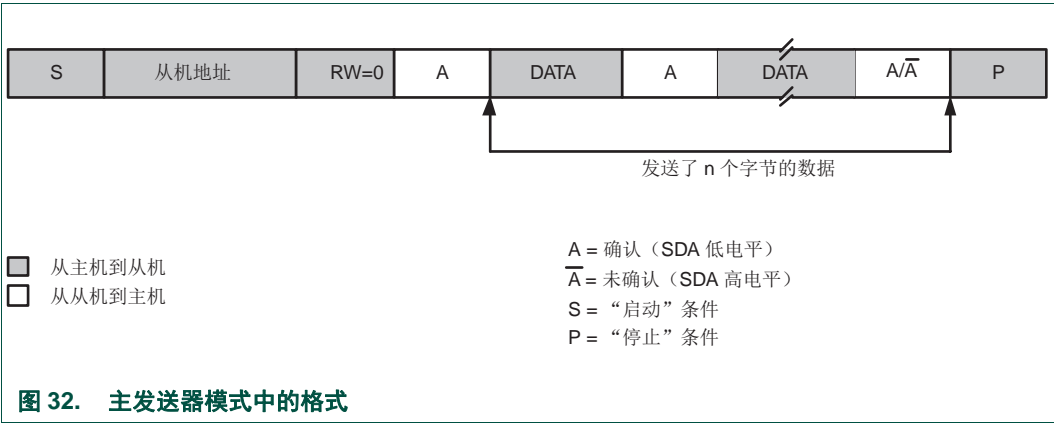 S 从机地址 RW=0 A DATA A DATA A/A̅ P
发送了 n 个字节的数据
从主机到从机
从从机到主机
A = 确认（SDA 低电平）
A̅ = 未确认（SDA 高电平）
S = “启动”条件
P = “停止”条件
图 32. 主发送器模式中的格式